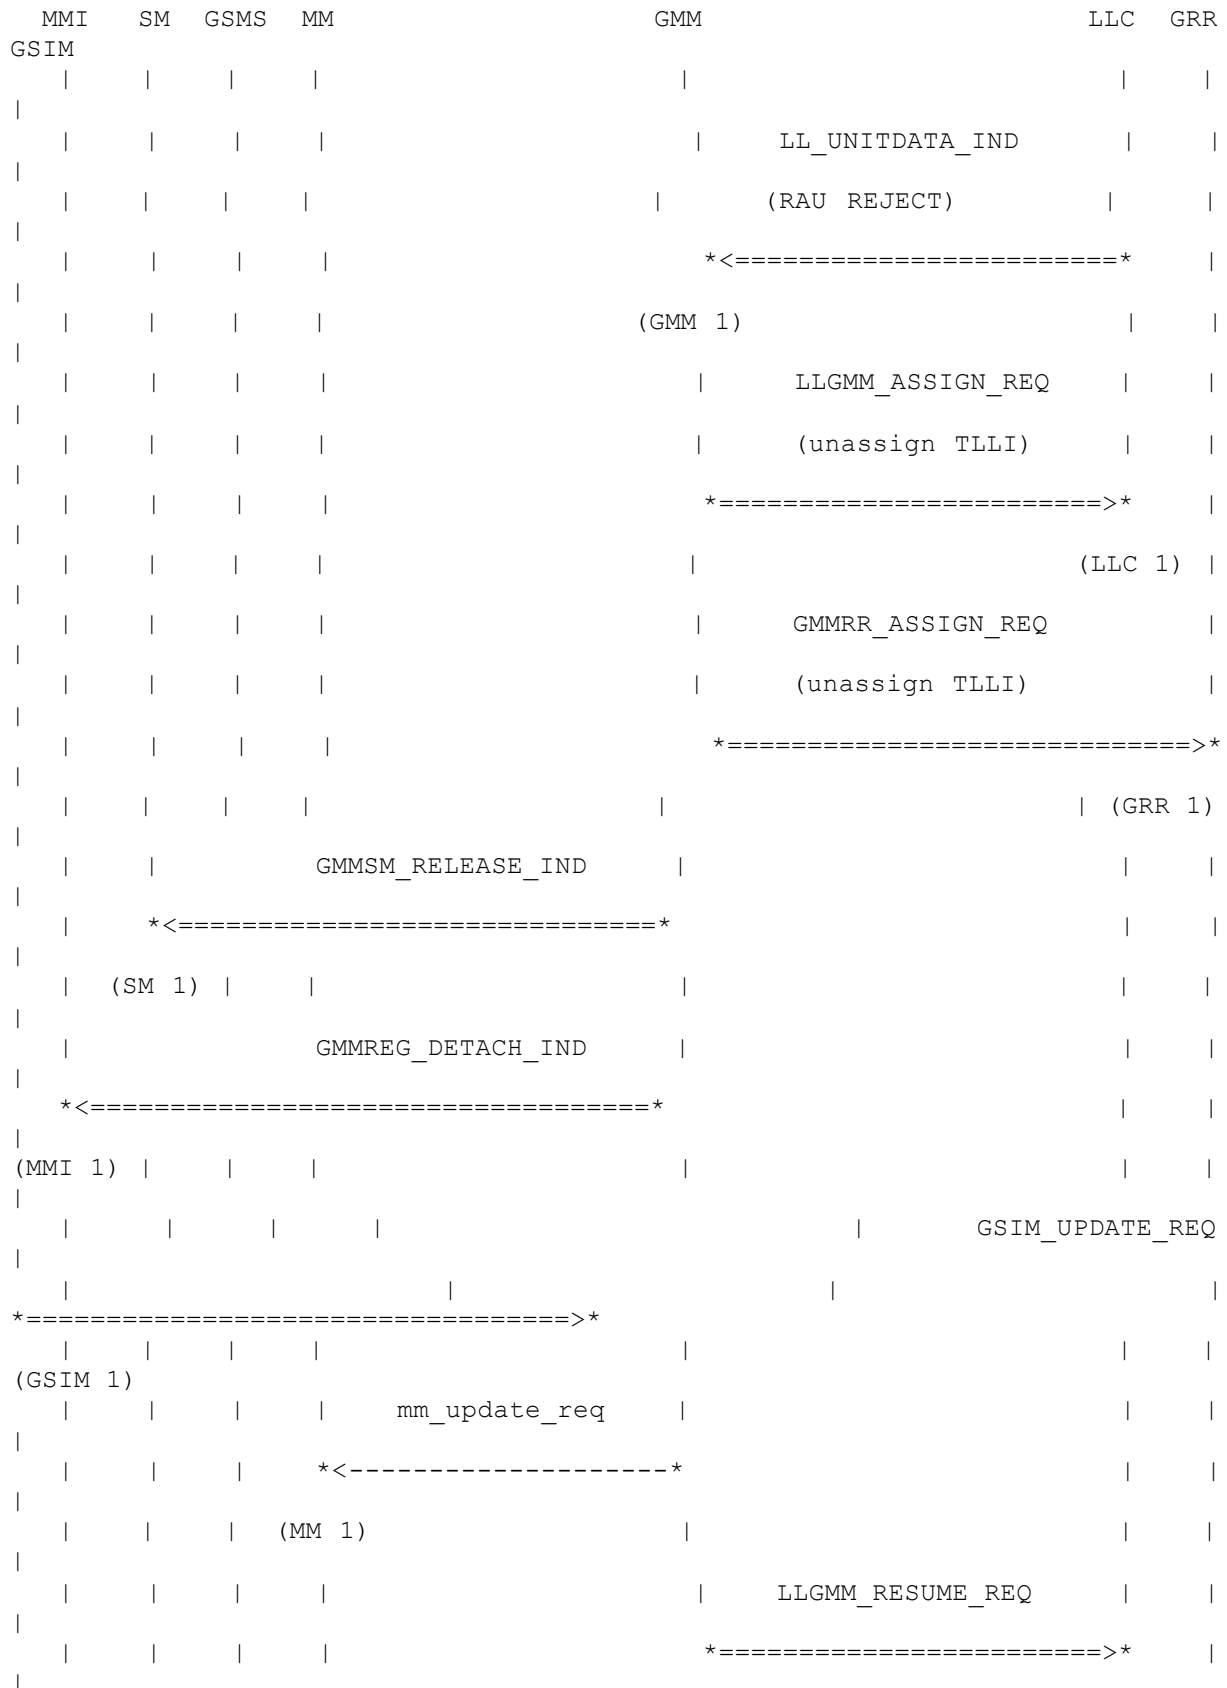 MMI SM GSMS MM GMM LLC GRR
GSIM
| | | | | | |
|
| | | | | LL_UNITDATA_IND | |
|
| | | | | (RAU REJECT) | |
|
| | | | *<========================* |
|
| | | | (GMM 1) | |
|
| | | | | LLGMM_ASSIGN_REQ | |
|
| | | | | (unassign TLLI) | |
|
| | | | *========================>* |
|
| | | | | (LLC 1) |
|
| | | | | GMMRR_ASSIGN_REQ |
|
| | | | | (unassign TLLI) |
|
| | | | *=============================>*
|
| | | | | | (GRR 1)
|
| | GMMSM_RELEASE_IND | | |
|
| *<==============================* | |
|
| (SM 1) | | | | |
|
| GMMREG_DETACH_IND | | |
|
*<===================================* | |
|
(MMI 1) | | | | | |
|
| | | | | GSIM_UPDATE_REQ
|
| | | |
*==================================>*
| | | | | | |
(GSIM 1)
| | | | mm_update_req | | |
|
| | | *<--------------------* | |
|
| | | (MM 1) | | |
|
| | | | | LLGMM_RESUME_REQ | |
|
| | | | *========================>* |
|